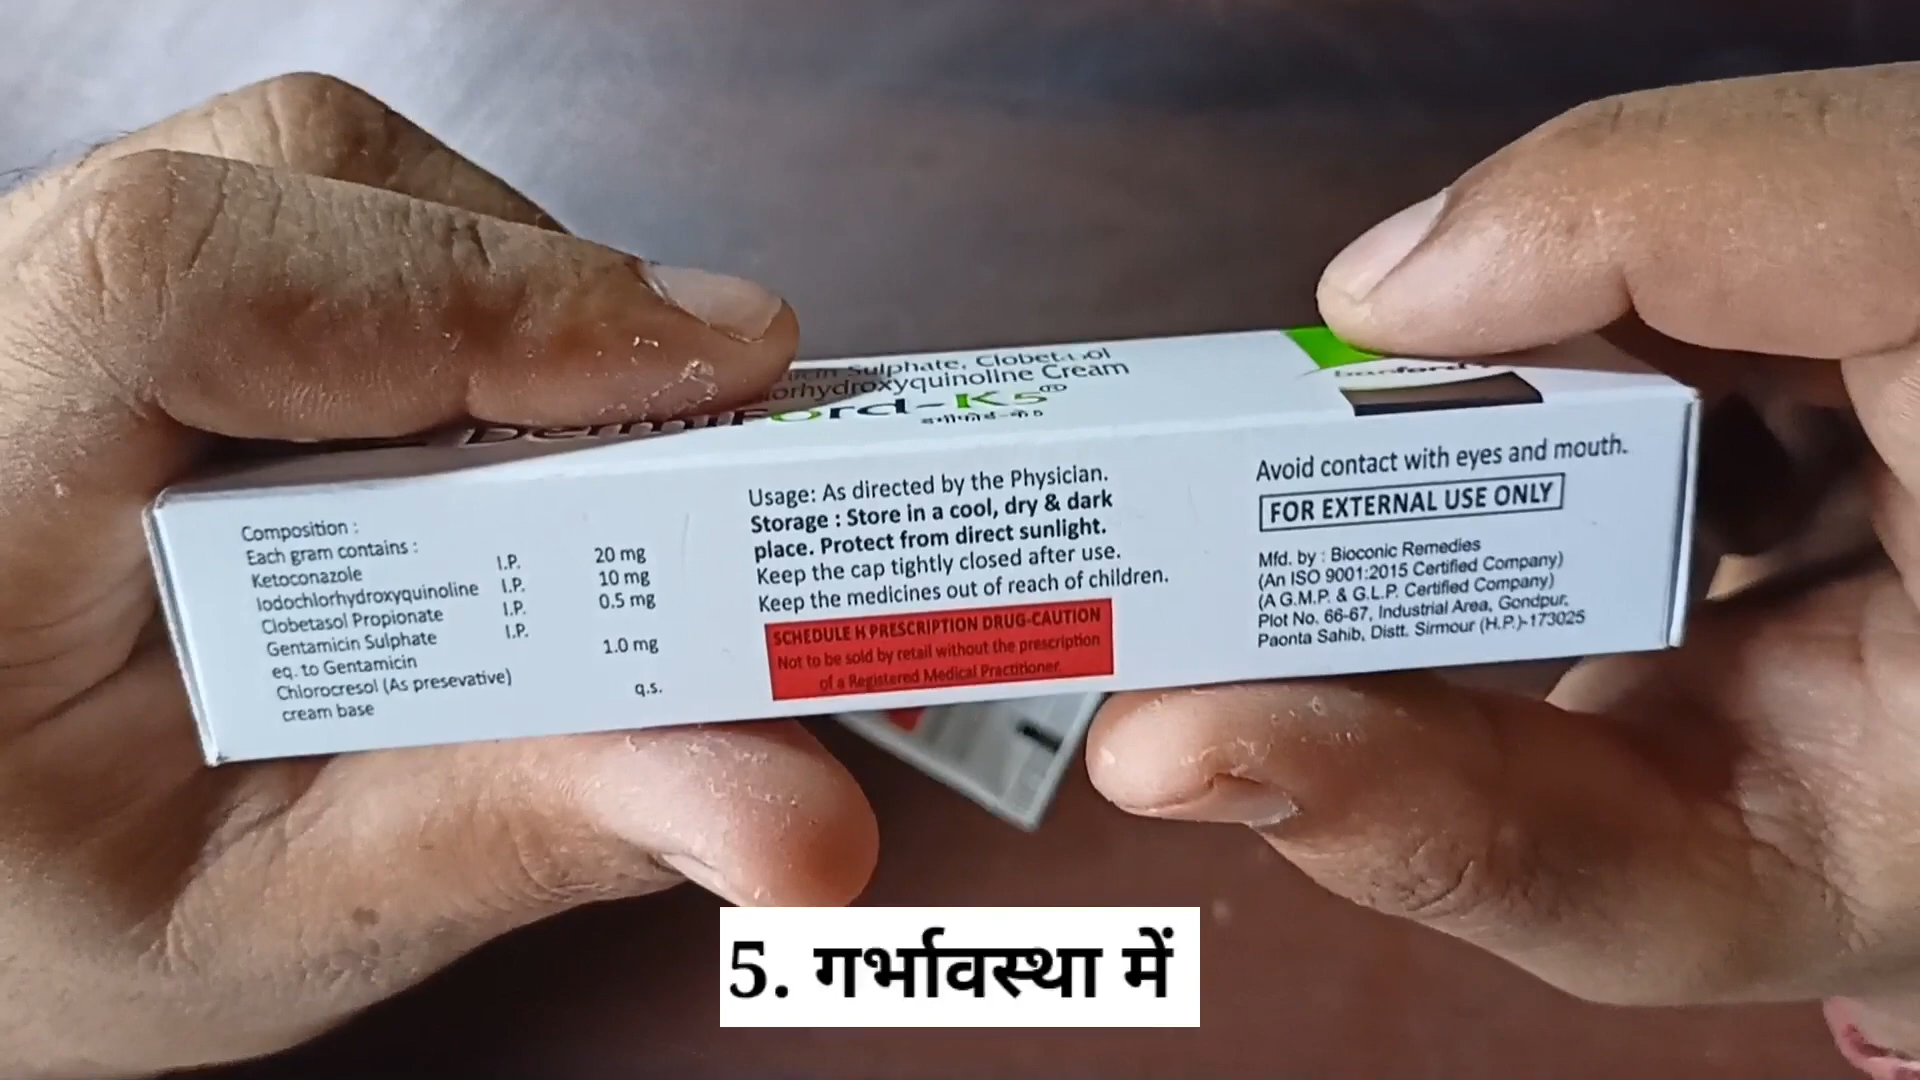 Sulphate, Clobetasol
orhydroxyquinoline Cream
DermiFord-K5
Composition :
Each gram contains :
Ketoconazole I.P. 20 mg
Iodochlorhydroxyquinoline I.P. 10 mg
Clobetasol Propionate I.P. 0.5 mg
Gentamicin Sulphate I.P.
eq. to Gentamicin 1.0 mg
Chlorocresol (As presevative)
cream base q.s.
Usage: As directed by the Physician.
Storage : Store in a cool, dry & dark
place. Protect from direct sunlight.
Keep the cap tightly closed after use.
Keep the medicines out of reach of children.
SCHEDULE H PRESCRIPTION DRUG-CAUTION
Not to be sold by retail without the prescription
of a Registered Medical Practitioner.
Avoid contact with eyes and mouth.
FOR EXTERNAL USE ONLY
Mfd. by : Bioconic Remedies
(An ISO 9001:2015 Certified Company)
(A G.M.P. & G.L.P. Certified Company)
Plot No. 66-67, Industrial Area, Gondpur,
Paonta Sahib, Distt. Sirmour (H.P.)-173025
5. गर्भावस्था में